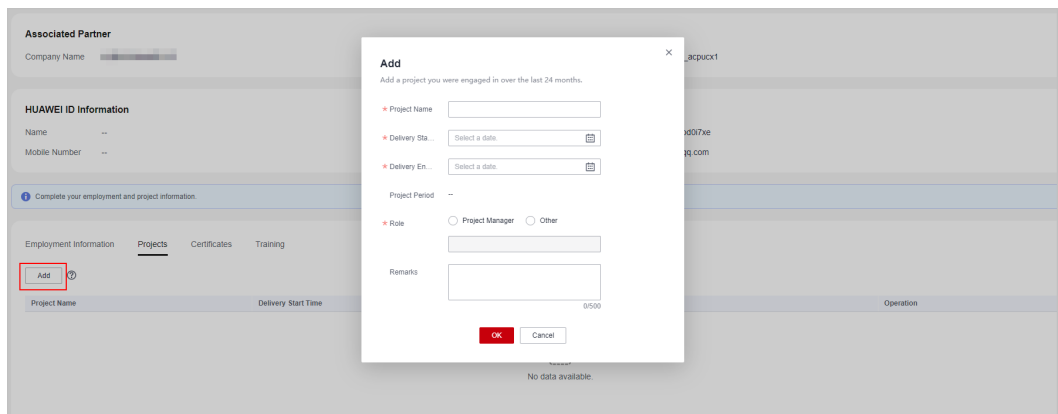 Associated Partner
Company Name
_acpucx1
Add
Add a project you were engaged in over the last 24 months.
* Project Name
HUAWEI ID Information
Name --
* Delivery Sta... Select a date.
Mobile Number --
qq.com
* Delivery En... Select a date.
Complete your employment and project information.
Project Period --
* Role Project Manager Other
Employment Information Projects Certificates Training
Add ?
Remarks
0/500
Project Name Delivery Start Time Operation
OK Cancel
No data available.